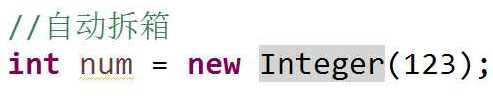 //自动拆箱
int num = new Integer(123);